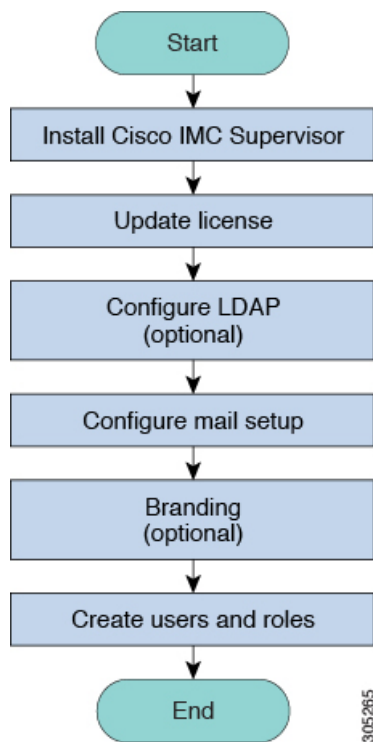 Start
Install Cisco IMC Supervisor
Update license
Configure LDAP
(optional)
Configure mail setup
Branding
(optional)
Create users and roles
End
305265